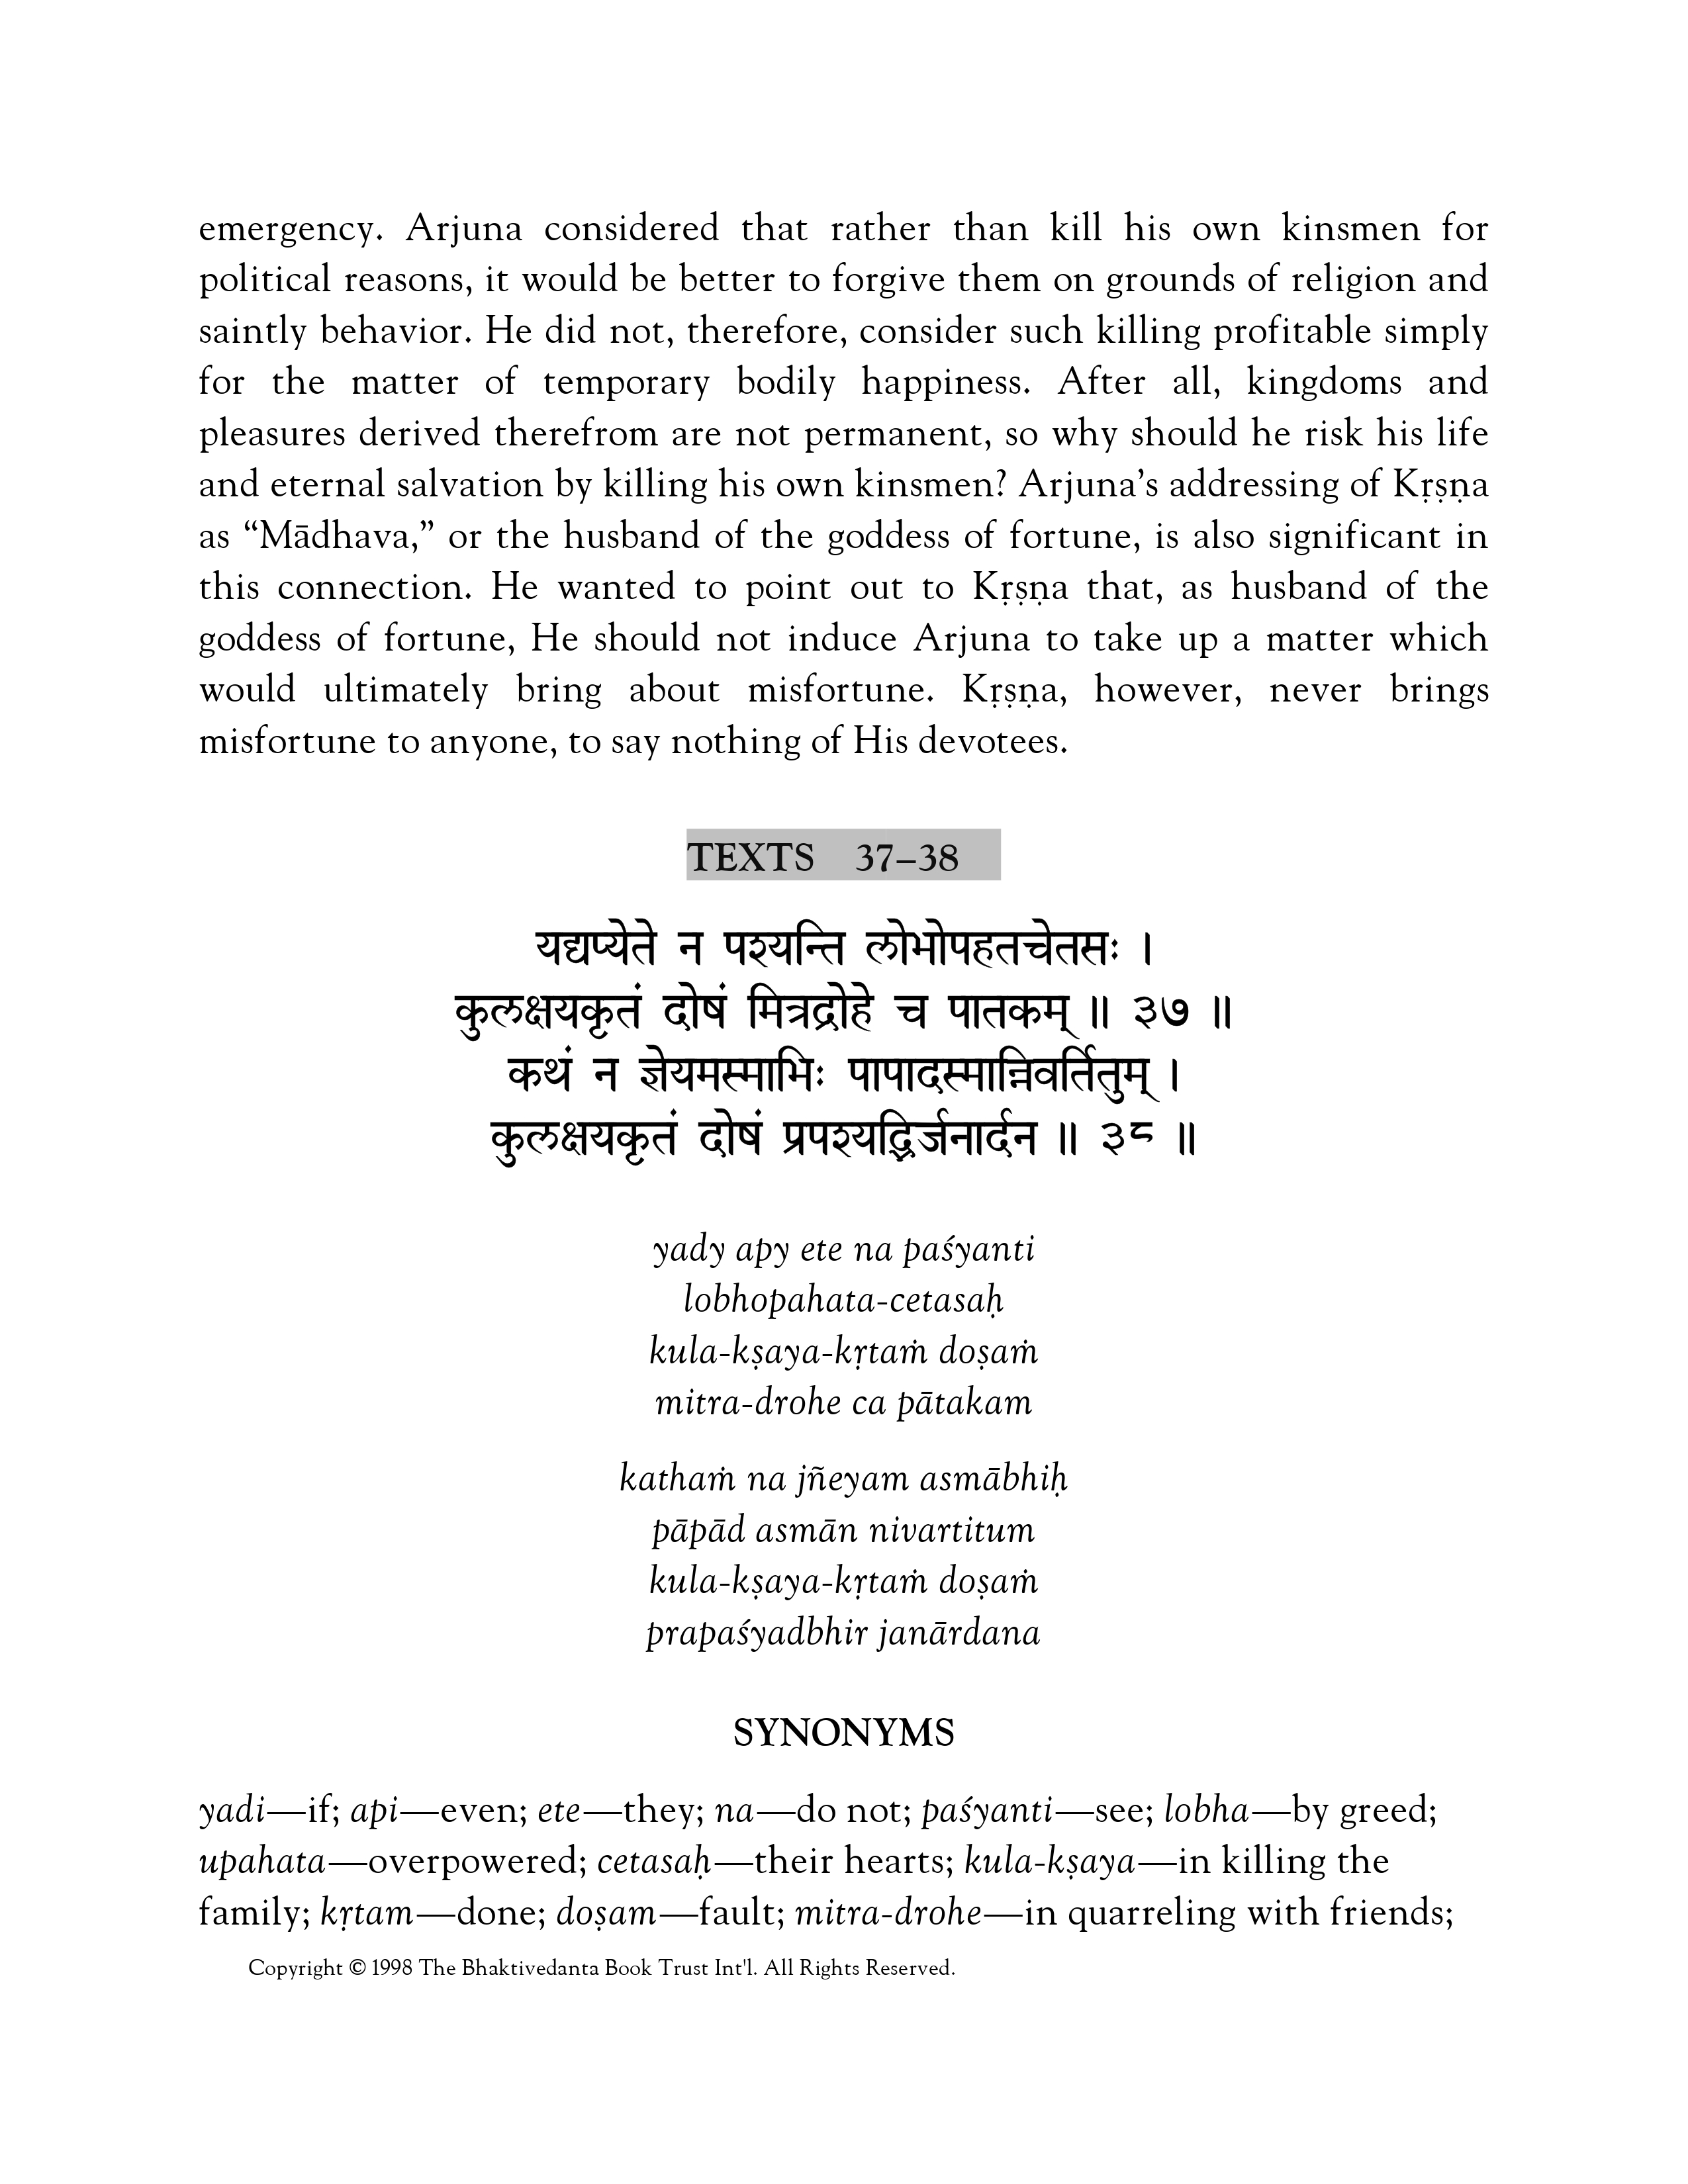 emergency. Arjuna considered that rather than kill his own kinsmen for
political reasons, it would be better to forgive them on grounds of religion and
saintly behavior. He did not, therefore, consider such killing profitable simply
for the matter of temporary bodily happiness. After all, kingdoms and
pleasures derived therefrom are not permanent, so why should he risk his life
and eternal salvation by killing his own kinsmen? Arjuna’s addressing of Kṛṣṇa
as “Mādhava,” or the husband of the goddess of fortune, is also significant in
this connection. He wanted to point out to Kṛṣṇa that, as husband of the
goddess of fortune, He should not induce Arjuna to take up a matter which
would ultimately bring about misfortune. Kṛṣṇa, however, never brings
misfortune to anyone, to say nothing of His devotees.
TEXTS 37–38
यद्यप्येते न पश्यन्ति लोभोपहतचेतसः ।
कुलक्षयकृतं दोषं मित्रद्रोहे च पातकम् ॥ ३७ ॥
कथं न ज्ञेयमस्माभिः पापादस्मान्निवर्तितुम् ।
कुलक्षयकृतं दोषं प्रपश्यद्भिर्जनार्दन ॥ ३८ ॥
yady apy ete na paśyanti
lobhopahata-cetasaḥ
kula-kṣaya-kṛtaṁ doṣaṁ
mitra-drohe ca pātakam
kathaṁ na jñeyam asmābhiḥ
pāpād asmān nivartitum
kula-kṣaya-kṛtaṁ doṣaṁ
prapaśyadbhir janārdana
SYNONYMS
yadi—if; api—even; ete—they; na—do not; paśyanti—see; lobha—by greed;
upahata—overpowered; cetasaḥ—their hearts; kula-kṣaya—in killing the
family; kṛtam—done; doṣam—fault; mitra-drohe—in quarreling with friends;
Copyright © 1998 The Bhaktivedanta Book Trust Int'l. All Rights Reserved.